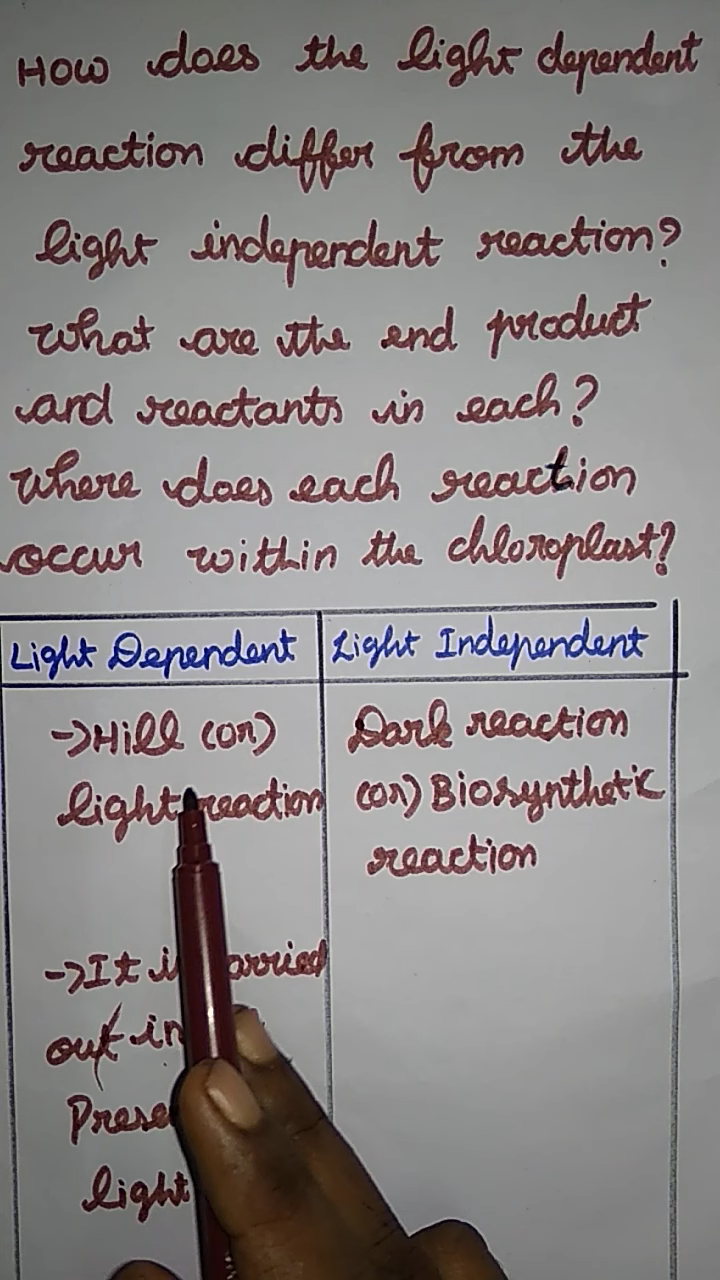 How does the light dependent
reaction differ from the
light independent reaction?
What are the end product
and reactants in each?
Where does each reaction
occur within the chloroplast?
Light Dependent
Light Independent
→Hill (or)
light reaction
Dark reaction
(or) Biosynthetic
reaction
→It
out in
light